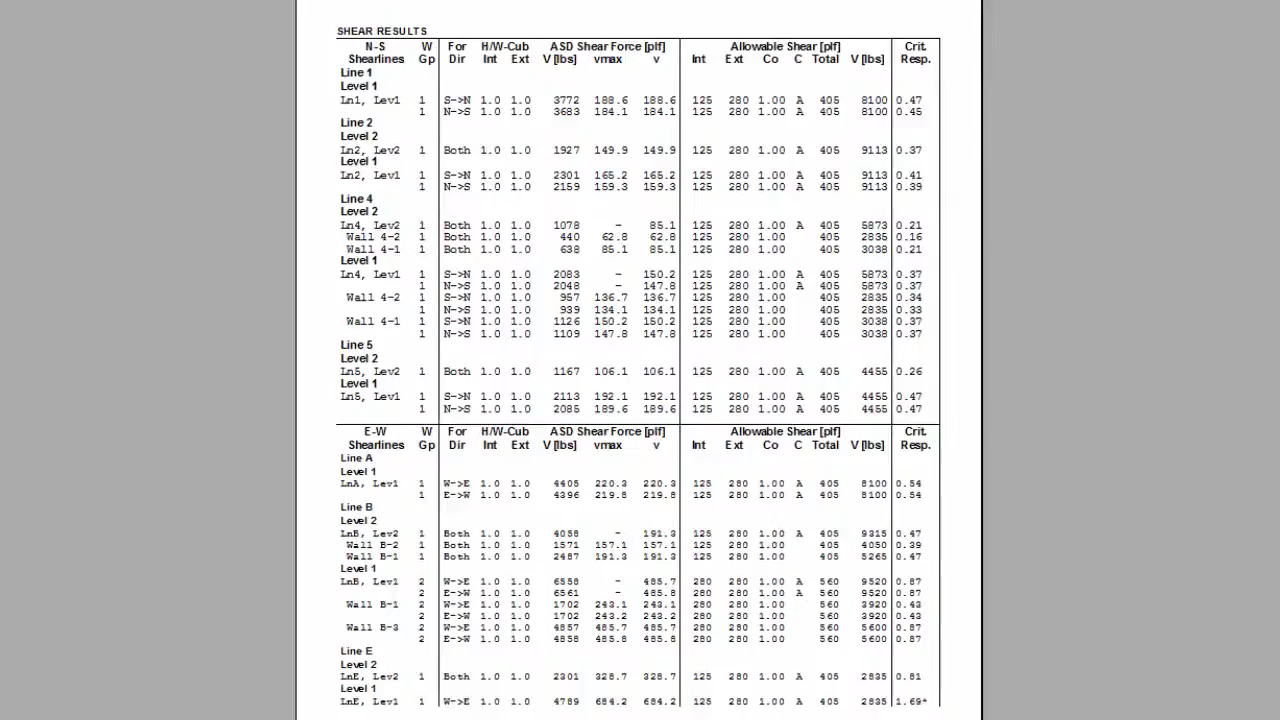 SHEAR RESULTS
N-S W For H/W-Cub ASD Shear Force [plf] Allowable Shear [plf] Crit.
Shearlines Gp Dir Int Ext V [lbs] vmax v Int Ext Co C Total V [lbs] Resp.
Line 1
Level 1
Ln1, Lev1 1 S->N 1.0 1.0 3772 188.6 188.6 125 280 1.00 A 405 8100 0.47
1 N->S 1.0 1.0 3683 184.1 184.1 125 280 1.00 A 405 8100 0.45
Line 2
Level 2
Ln2, Lev2 1 Both 1.0 1.0 1927 149.9 149.9 125 280 1.00 A 405 9113 0.37
Level 1
Ln2, Lev1 1 S->N 1.0 1.0 2301 165.2 165.2 125 280 1.00 A 405 9113 0.41
1 N->S 1.0 1.0 2159 159.3 159.3 125 280 1.00 A 405 9113 0.39
Line 4
Level 2
Ln4, Lev2 1 Both 1.0 1.0 1078 - 85.1 125 280 1.00 A 405 5873 0.21
Wall 4-2 1 Both 1.0 1.0 440 62.8 62.8 125 280 1.00 405 2835 0.16
Wall 4-1 1 Both 1.0 1.0 638 85.1 85.1 125 280 1.00 405 3038 0.21
Level 1
Ln4, Lev1 1 S->N 1.0 1.0 2083 - 150.2 125 280 1.00 A 405 5873 0.37
1 N->S 1.0 1.0 2048 - 147.8 125 280 1.00 A 405 5873 0.37
Wall 4-2 1 S->N 1.0 1.0 957 136.7 136.7 125 280 1.00 405 2835 0.34
1 N->S 1.0 1.0 939 134.1 134.1 125 280 1.00 405 2835 0.33
Wall 4-1 1 S->N 1.0 1.0 1126 150.2 150.2 125 280 1.00 405 3038 0.37
1 N->S 1.0 1.0 1109 147.8 147.8 125 280 1.00 405 3038 0.37
Line 5
Level 2
Ln5, Lev2 1 Both 1.0 1.0 1167 106.1 106.1 125 280 1.00 A 405 4455 0.26
Level 1
Ln5, Lev1 1 S->N 1.0 1.0 2113 192.1 192.1 125 280 1.00 A 405 4455 0.47
1 N->S 1.0 1.0 2085 189.6 189.6 125 280 1.00 A 405 4455 0.47
E-W W For H/W-Cub ASD Shear Force [plf] Allowable Shear [plf] Crit.
Shearlines Gp Dir Int Ext V [lbs] vmax v Int Ext Co C Total V [lbs] Resp.
Line A
Level 1
LnA, Lev1 1 W->E 1.0 1.0 4405 220.3 220.3 125 280 1.00 A 405 8100 0.54
1 E->W 1.0 1.0 4396 219.8 219.8 125 280 1.00 A 405 8100 0.54
Line B
Level 2
LnB, Lev2 1 Both 1.0 1.0 4058 - 191.3 125 280 1.00 A 405 9315 0.47
Wall B-2 1 Both 1.0 1.0 1571 157.1 157.1 125 280 1.00 405 4050 0.39
Wall B-1 1 Both 1.0 1.0 2487 191.3 191.3 125 280 1.00 405 5265 0.47
Level 1
LnB, Lev1 2 W->E 1.0 1.0 6558 - 485.7 280 280 1.00 A 560 9520 0.87
2 E->W 1.0 1.0 6561 - 485.8 280 280 1.00 A 560 9520 0.87
Wall B-1 2 W->E 1.0 1.0 1702 243.1 243.1 280 280 1.00 560 3920 0.43
2 E->W 1.0 1.0 1702 243.2 243.2 280 280 1.00 560 3920 0.43
Wall B-3 2 W->E 1.0 1.0 4857 485.7 485.7 280 280 1.00 560 5600 0.87
2 E->W 1.0 1.0 4858 485.8 485.8 280 280 1.00 560 5600 0.87
Line E
Level 2
LnE, Lev2 1 Both 1.0 1.0 2301 328.7 328.7 125 280 1.00 A 405 2835 0.81
Level 1
LnE, Lev1 1 W->E 1.0 1.0 4789 684.2 684.2 125 280 1.00 A 405 2835 1.69*